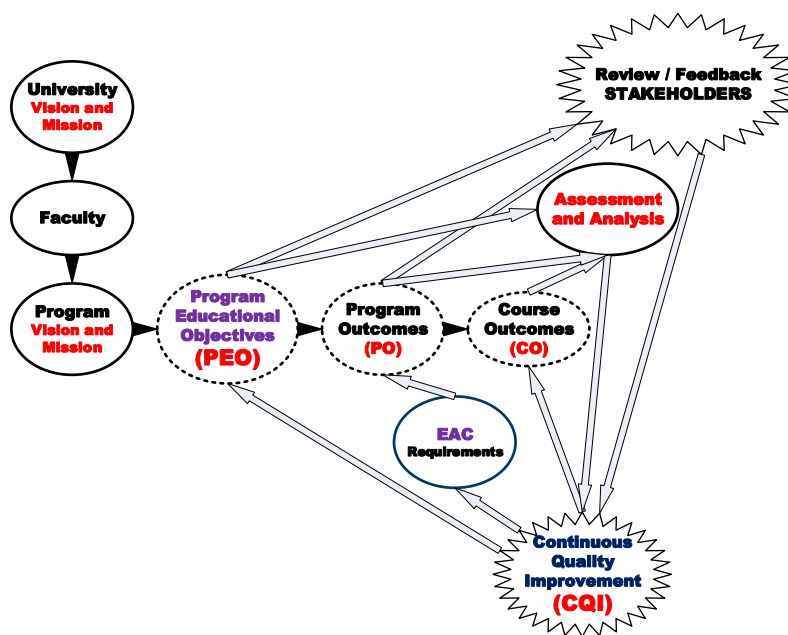 University
Vision and
Mission
Faculty
Program
Vision and
Mission
Program
Educational
Objectives
(PEO)
Program
Outcomes
(PO)
Course
Outcomes
(CO)
Review / Feedback
STAKEHOLDERS
Assessment
and Analysis
EAC
Requirements
Continuous
Quality
Improvement
(CQI)